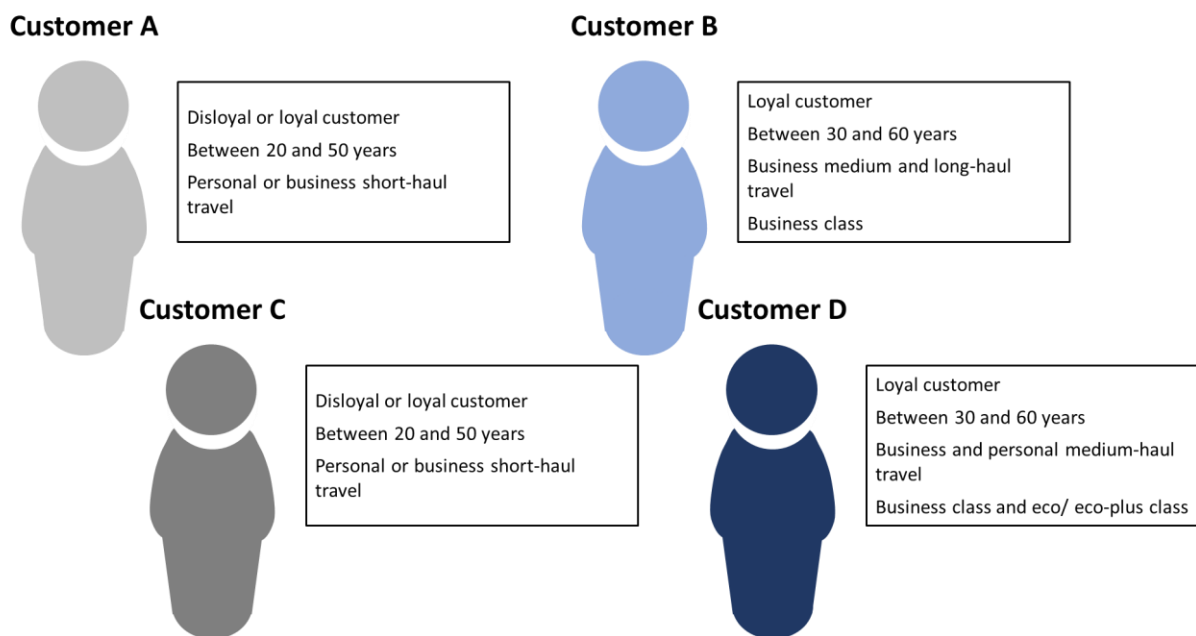 Customer A
Disloyal or loyal customer
Between 20 and 50 years
Personal or business short-haul
travel
Customer B
Loyal customer
Between 30 and 60 years
Business medium and long-haul
travel
Business class
Customer C
Disloyal or loyal customer
Between 20 and 50 years
Personal or business short-haul
travel
Customer D
Loyal customer
Between 30 and 60 years
Business and personal medium-haul
travel
Business class and eco/ eco-plus class